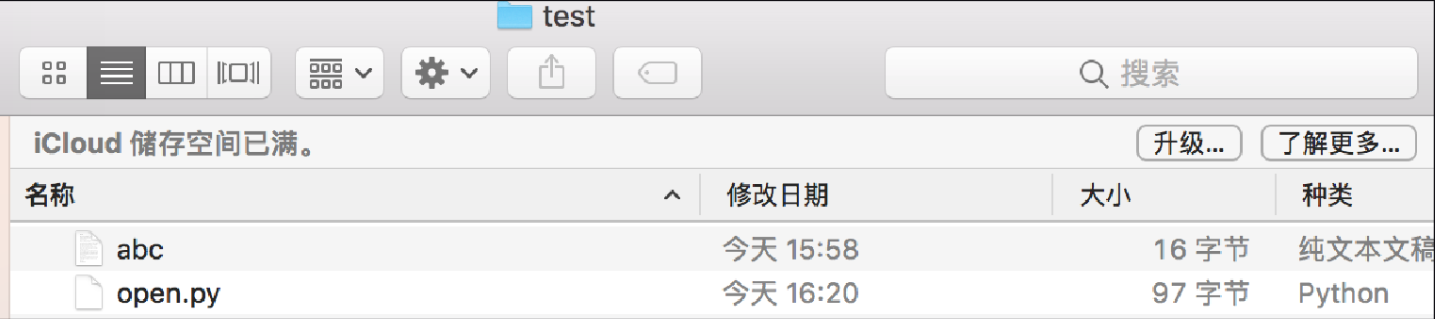 test
搜索
iCloud 储存空间已满。 升级... 了解更多...
名称 修改日期 大小 种类
abc 今天 15:58 16 字节 纯文本文稿
open.py 今天 16:20 97 字节 Python